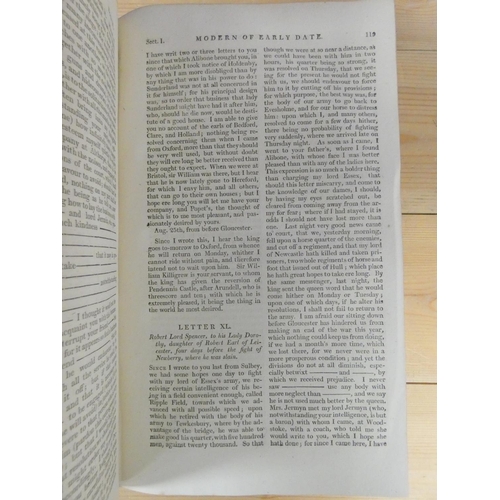 SECT. I.
MODERN OF EARLY DATE.
119
I have writ two or three letters to you
since that which Alibone brought you, in
one of which I took notice of
by which I am more disobliged than by
any thing that was in his power to do:
Sunderland was not at all concerned in
it for himself; for his principal design
was, so to order that business that lady
Sunderland might have had it after him,
who, should he die now, would be desti-
tute of a good house. I am not able to give
you no account of the earls of Bedford,
Clare, and Holland; nothing being re-
solved concerning them when I came
from Oxford, more than that they should
be very well used, but without doubt
they will ere long be better received than
they ought to expect. When we were at
Bristol, sir William was there, but I hear
that he is now lately gone to Hereford,
for which I envy him, and all others,
that can go to their own houses; but I
hope ere long you will let me have your
company, and Popet's, the thought of
which is to me most pleasant, and pas-
sionately desired by yours
Aug. 25th, from before Gloucester.
Since I wrote this, I hear the king
goes to-morrow to Oxford, from whence
he will return on Monday, whither I
cannot ride without pain, and therefore
intend not to wait upon him. Sir Wil-
liam Killigrew is your suagger, in whom
the king has given the reversion of
Pendenis Castle, after Arundell, who is
threescore and ten; with which he is
extremely pleased, it being the thing in
the world he most desired.
LETTER XL.
Robert Lord Spencer, to his Lady Doro-
thy, daughter of Robert Earl of Lei-
cester, four days before the fight of
Newberry, where he was slain.
SINCE I wrote to you last from Sulbey,
we had some hopes one day to fight
with my lord of Essex's army, we re-
ceiving certain intelligence of his be-
ing in a field convenient enough, called
Ripple Field, towards which we ad-
vanced with all possible speed; upon
which he retired with the body of his
army to Tewkesbury, where by the ad-
vantage of the bridge, he was able to
make good his quarter, with five hundred
men, against twenty thousand. So that
though we were at so near a distance, as
we could have been with him in two
hours, his quarter being so strong, it
was resolved on Thursday, that we see-
ing for the present he would not fight
with us, we should endeavour to force
him to it by cutting off his provisions;
for which purpose, the best way was, for
the body of our army to go back to
Evesholme, and for our horse to distress
him: upon which I, and many others,
resolved to come for a few days hither,
there being no probability of fighting
very suddenly, where we arrived late on
Thursday night. As soon as I came, I
went to your father's, where I found
Alibone, with whose face I was better
pleased than with any of the ladies here.
This expression is so much a bolder thing
than charging my lord Essex, that
should this letter miscarry, and come to
the knowledge of our dames, I should,
by having my eyes scratched out, be
cleared from coming away from the ar-
my for fear; where if I had stayed, it is
odds I should not have lost more than
one. Last night very good news came
to court, that we, yesterday morning,
fell upon a horse quarter of the enemies,
and cut off a regiment, and that my lord
of Newcastle hath killed and taken priso-
ners, two whole regiments of horse and
foot that issued out of Hull; which place
he hath great hopes to take ere long. By
the same messenger, last night, the
king sent the queen word that he would
come hither on Monday or Tuesday;
upon one of which days, if he alter his
resolutions, I shall not fail to return to
the army. I am afraid our sitting down
before Gloucester has hindered us from
making an end of the war this year,
which nothing could keep us from doing,
if we had a month's more time, which
we lost there, for we never were in a more
prosperous condition; and yet the
divisions do not at all diminish, espe-
cially betwixt —— and ——, by
which we received prejudice. I never
saw —— use any body with
more neglect than ——, and we say
he is not used much better by the queen.
Mrs. Jermyn met my lord Jermyn (who,
notwithstanding your intelligence, is but
a baron) with whom I came, at Wood-
stoke, with a coach, who told me she
would write to you, which I hope she
hath done; for since I came here, I have